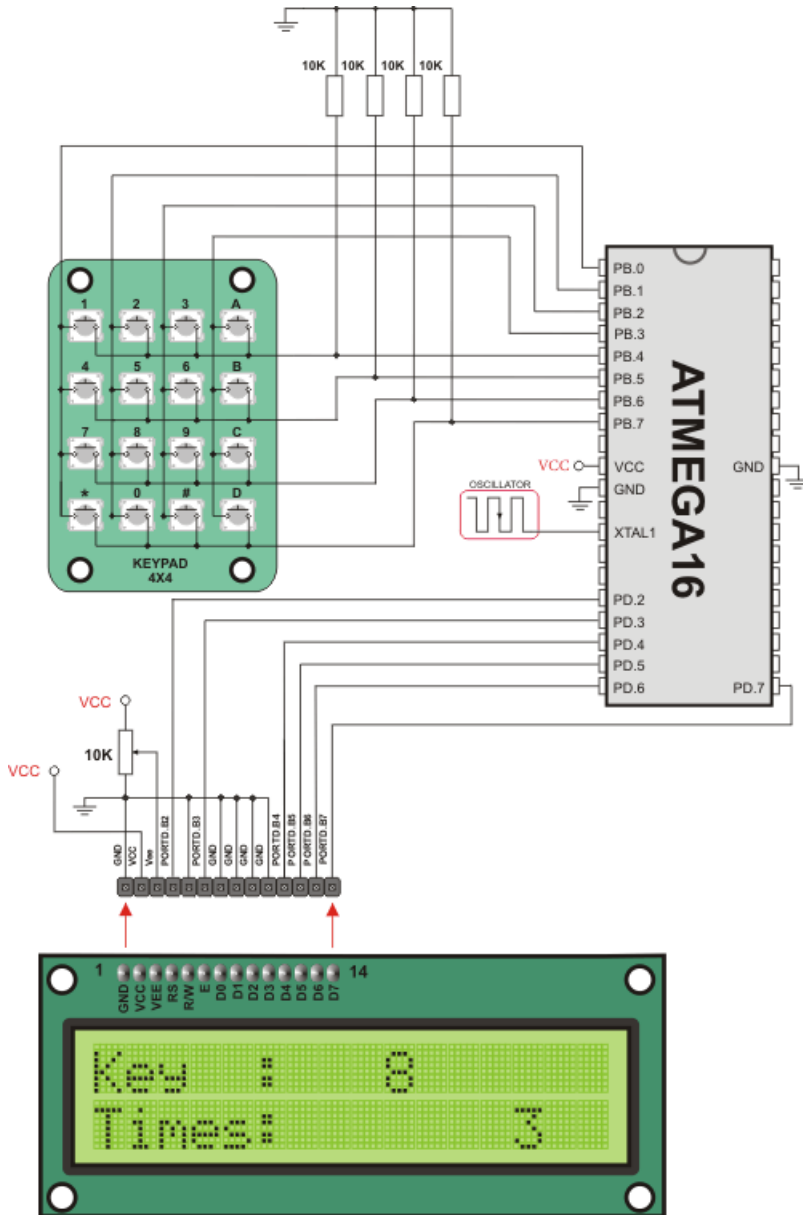 10K 10K 10K 10K
PB.0
PB.1
PB.2
PB.3
PB.4
PB.5
PB.6
PB.7
VCC
GND
XTAL1
PD.2
PD.3
PD.4
PD.5
PD.6
GND
PD.7
ATMEGA16
VCC
OSCILLATOR
1 2 3 A
4 5 6 B
7 8 9 C
* 0 # D
KEYPAD
4X4
VCC
10K
VCC
GND
VCC
Vee
PORTD.B2
PORTD.B3
GND
GND
GND
GND
PORTD.B4
PORTD.B5
PORTD.B6
PORTD.B7
1 14
GND
VCC
VEE
RS
R/W
E
D0
D1
D2
D3
D4
D5
D6
D7
Key : 8
Times: 3